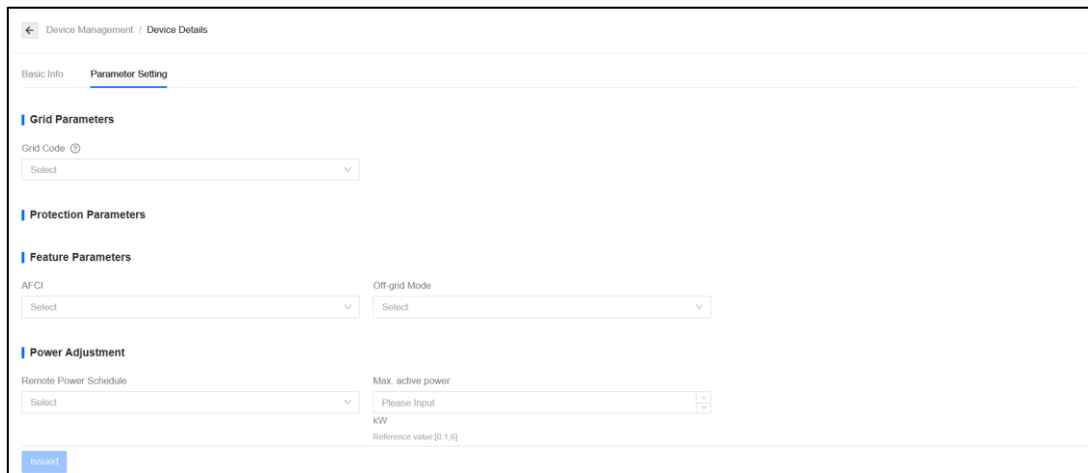 Device Management / Device Details
Basic Info Parameter Setting
Grid Parameters
Grid Code ?
Select
Protection Parameters
Feature Parameters
AFCI Off-grid Mode
Select Select
Power Adjustment
Remote Power Schedule Max. active power
Select Please Input
kW
Reference value:[0.1,6]
Issued